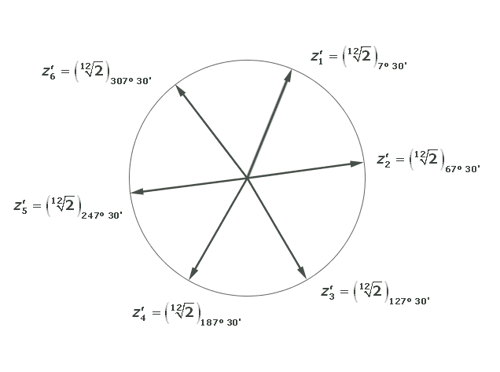 z′₁ = (¹²√2)₇° ₃₀'
z′₆ = (¹²√2)₃₀₇° ₃₀'
z′₂ = (¹²√2)₆₇° ₃₀'
z′₅ = (¹²√2)₂₄₇° ₃₀'
z′₃ = (¹²√2)₁₂₇° ₃₀'
z′₄ = (¹²√2)₁₈₇° ₃₀'